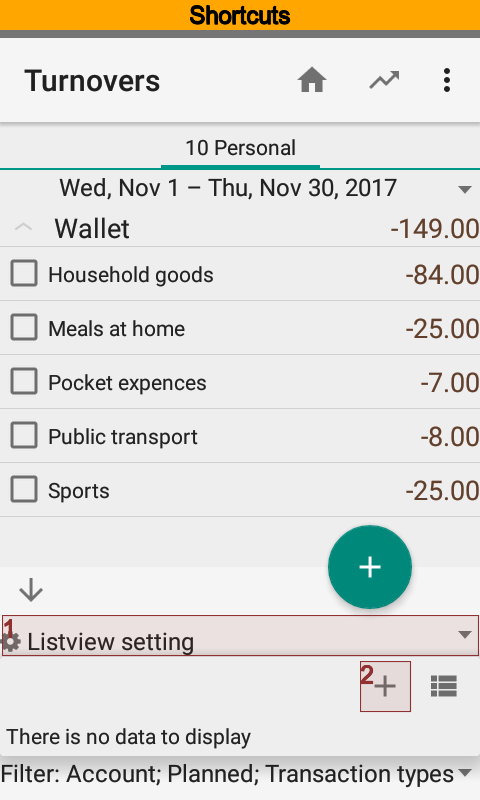 Shortcuts
Turnovers
10 Personal
Wed, Nov 1 – Thu, Nov 30, 2017
Wallet -149.00
Household goods -84.00
Meals at home -25.00
Pocket expences -7.00
Public transport -8.00
Sports -25.00
1
Listview setting
2
There is no data to display
Filter: Account; Planned; Transaction types